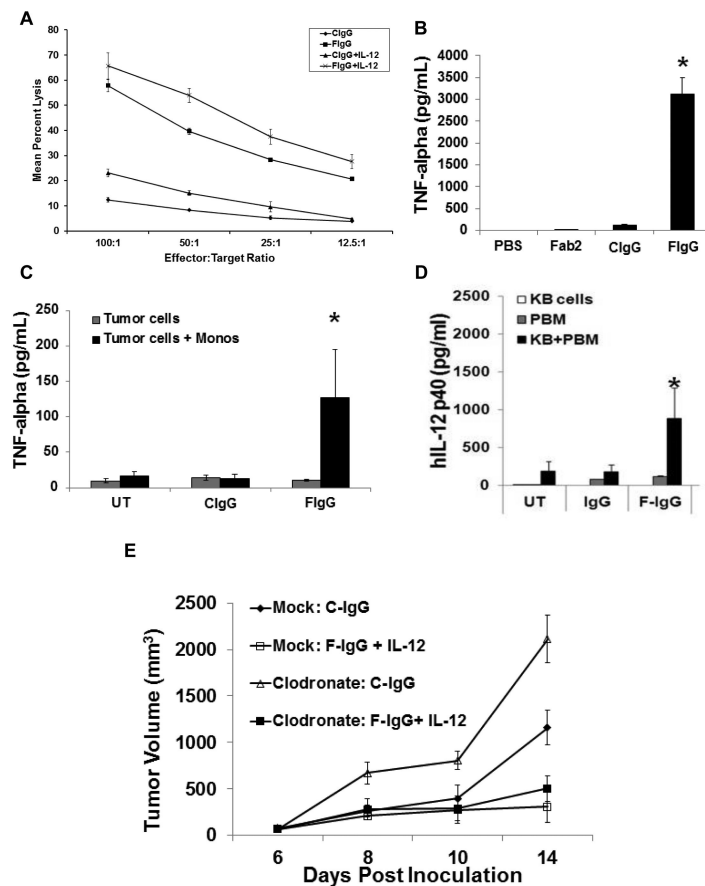 A
CIgG
FIgG
CIgG+IL-12
FIgG+IL-12
Mean Percent Lysis
80
70
60
50
40
30
20
10
0
100:1
50:1
25:1
12.5:1
Effector:Target Ratio
B
TNF-alpha (pg/mL)
4000
3500
3000
2500
2000
1500
1000
500
0
*
PBS
Fab2
CIgG
FIgG
C
TNF-alpha (pg/mL)
250
200
150
100
50
0
Tumor cells
Tumor cells + Monos
*
UT
CIgG
FIgG
D
hIL-12 p40 (pg/ml)
2500
2000
1500
1000
500
0
KB cells
PBM
KB+PBM
*
UT
IgG
F-IgG
E
Tumor Volume (mm³)
2500
2000
1500
1000
500
0
Mock: C-IgG
Mock: F-IgG + IL-12
Clodronate: C-IgG
Clodronate: F-IgG+ IL-12
6
8
10
14
Days Post Inoculation